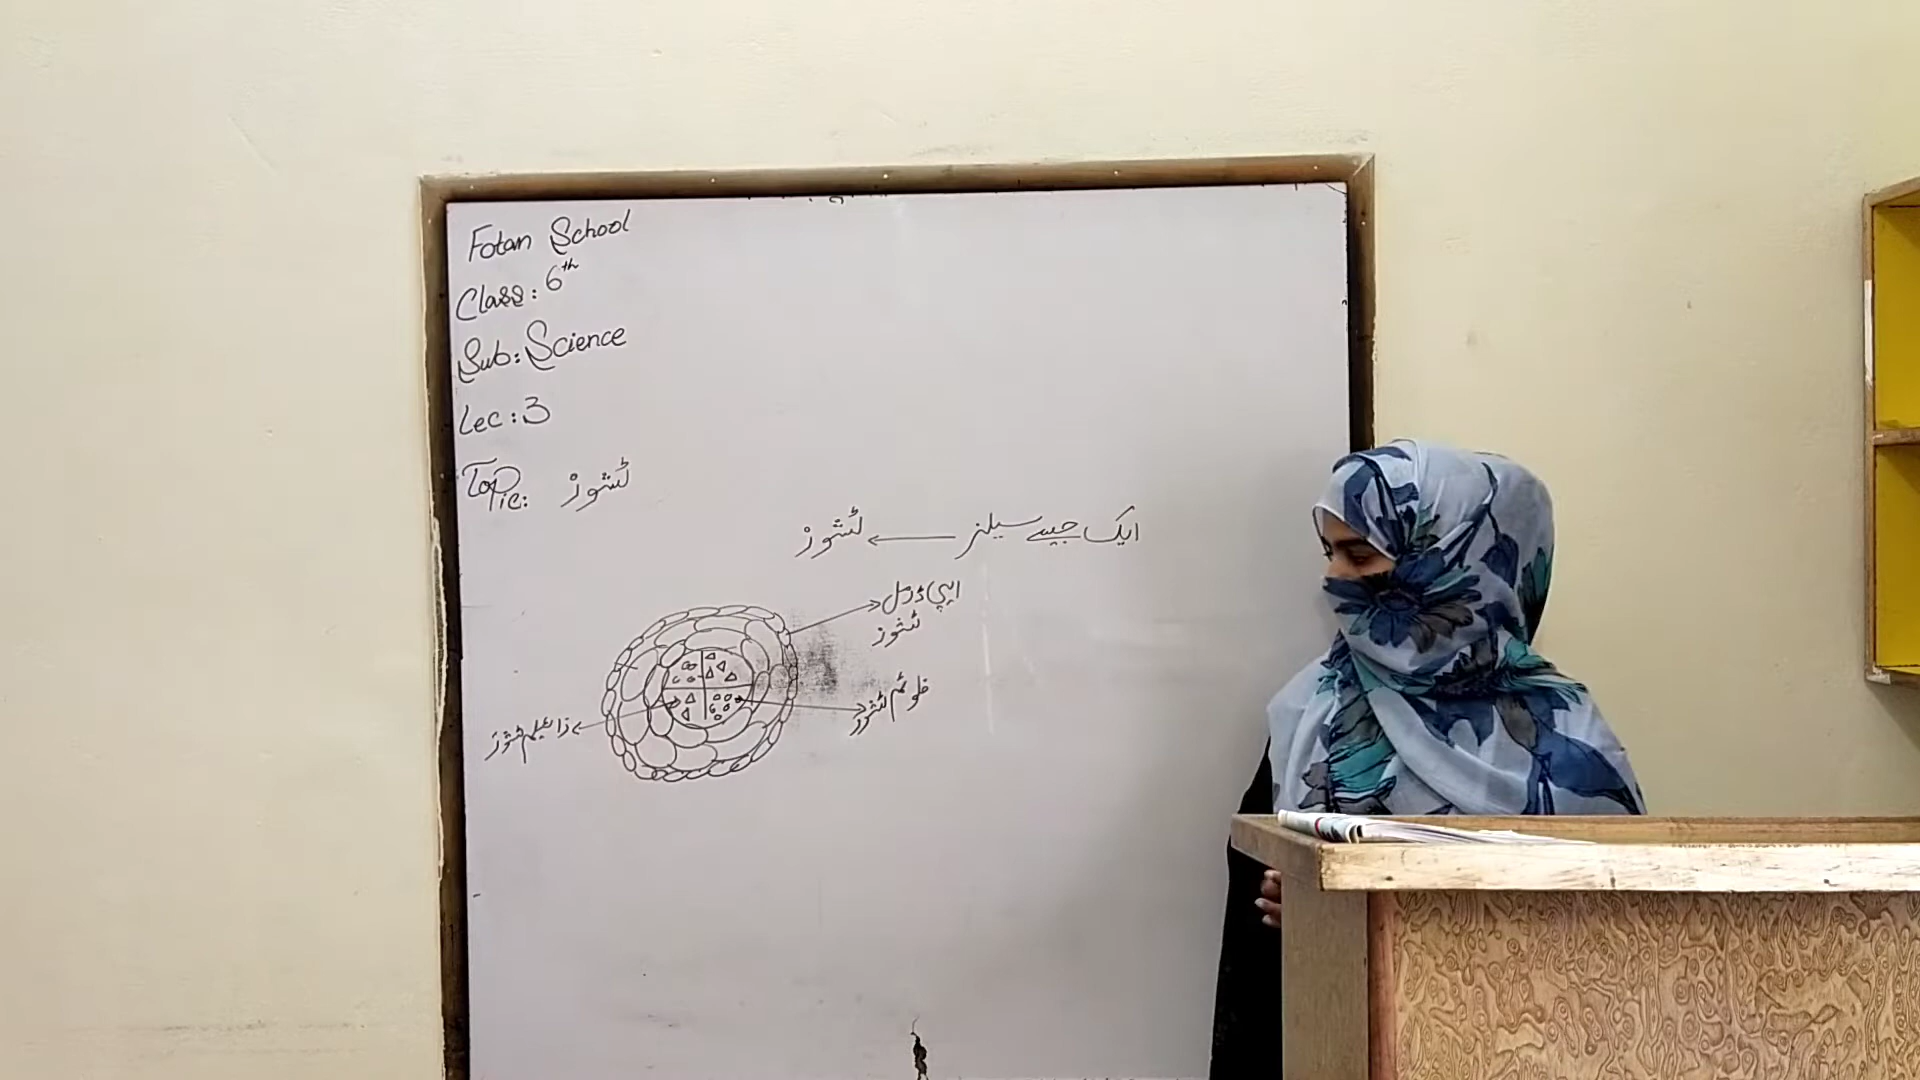 Fotan School
Class: 6th
Sub: Science
Lec: 3
Topic: ٹشوز
ایک جیسے سیلز ← ٹشوز
ایپی ڈرمل
ٹشوز
فلوئم ٹشوز
زائیلم ٹشوز